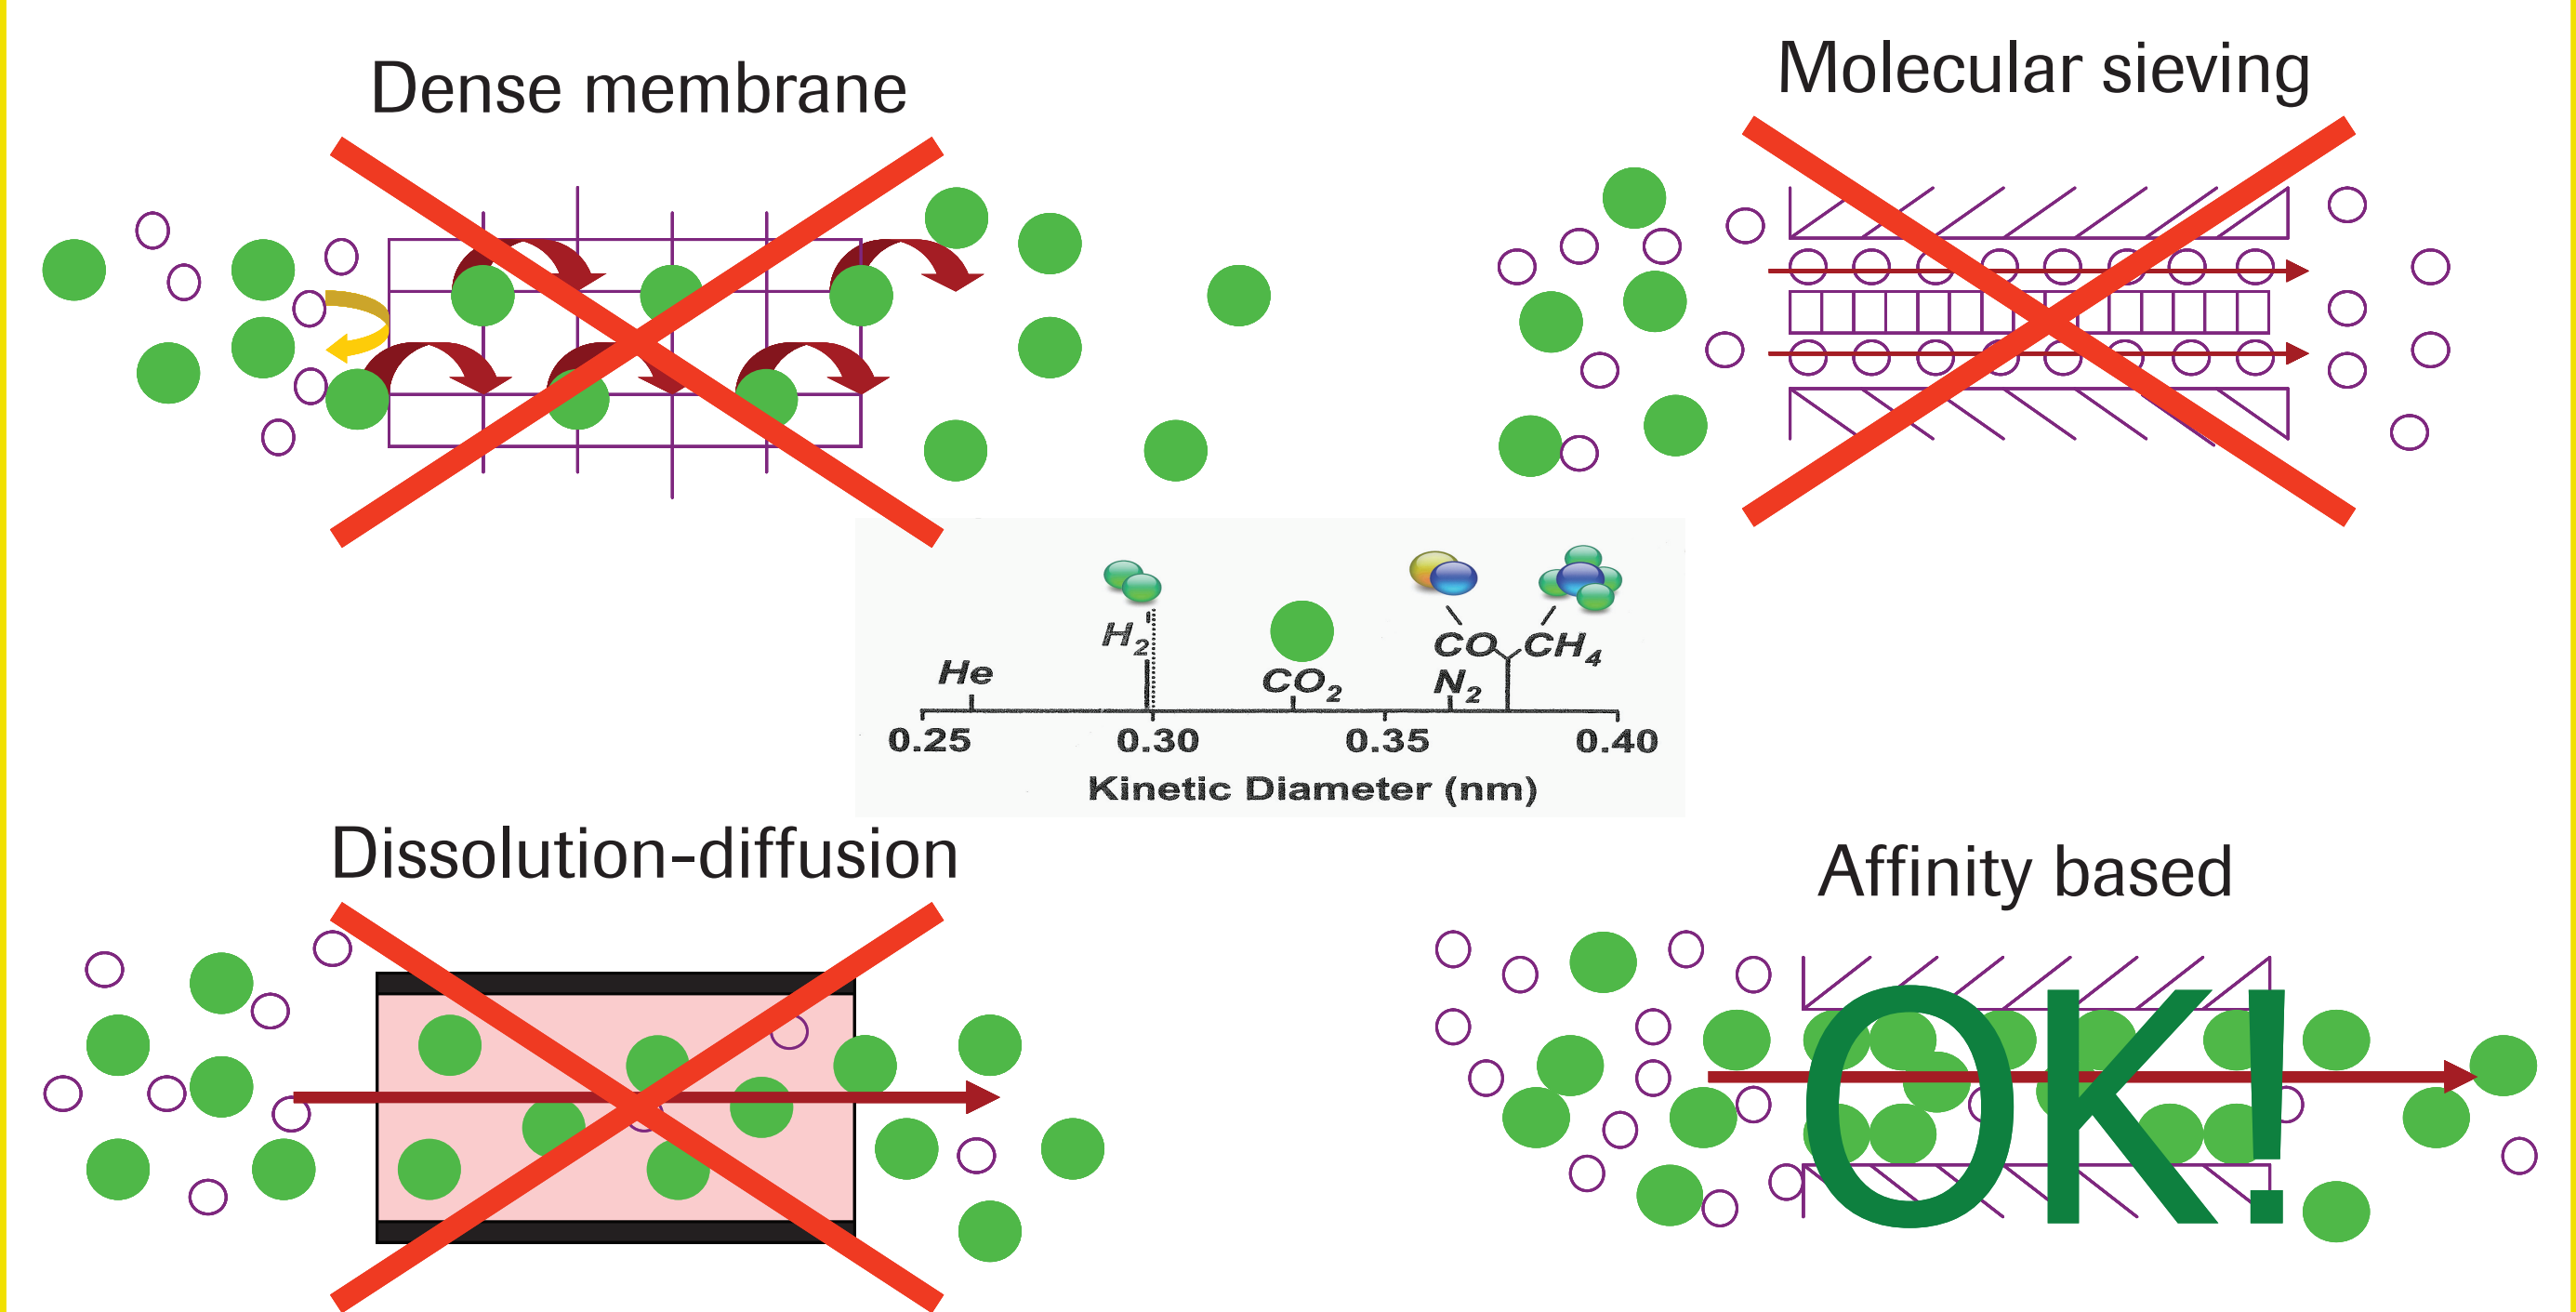 Dense membrane
Molecular sieving
He
H2
CO2
CO
CH4
N2
0.25 0.30 0.35 0.40
Kinetic Diameter (nm)
Dissolution-diffusion
Affinity based
OK!